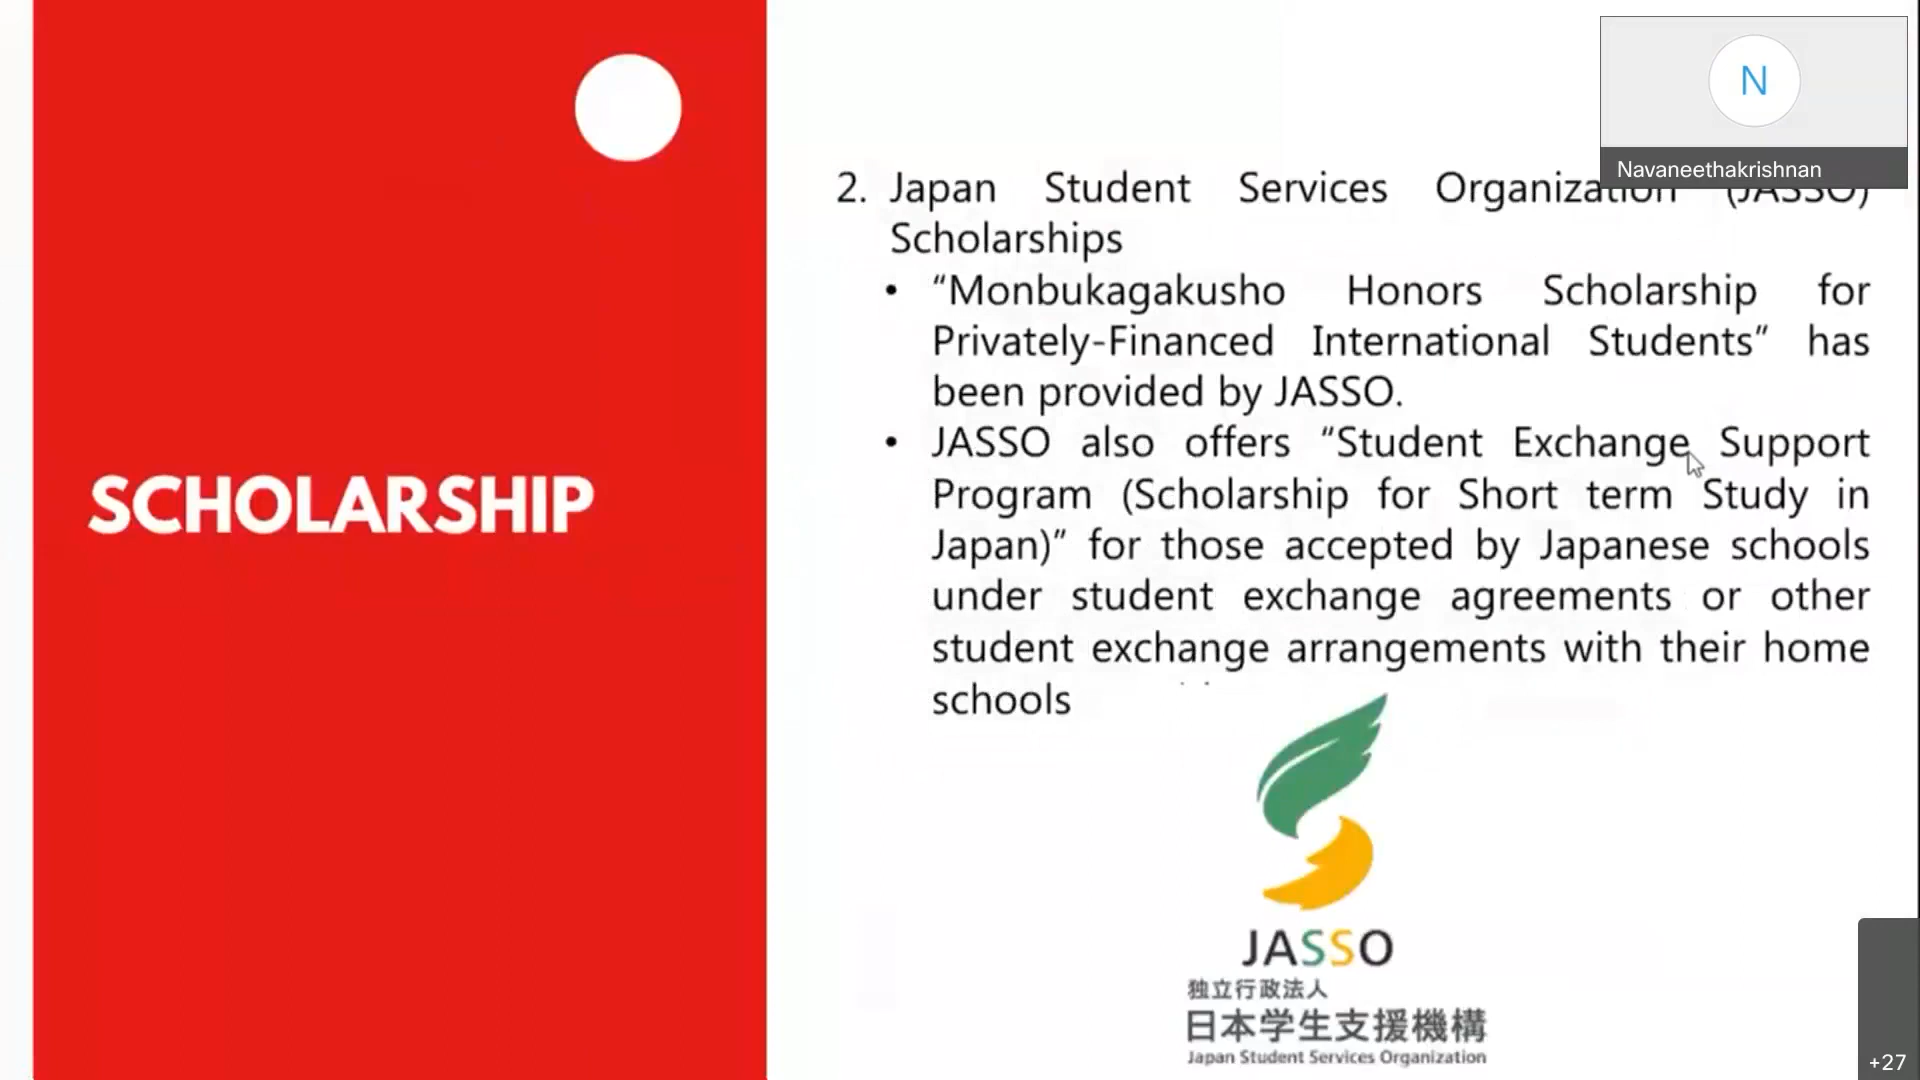 N
Navaneethakrishnan
SCHOLARSHIP
2. Japan Student Services Organization (JASSO)
Scholarships
• “Monbukagakusho Honors Scholarship for
Privately-Financed International Students” has
been provided by JASSO.
• JASSO also offers “Student Exchange Support
Program (Scholarship for Short term Study in
Japan)” for those accepted by Japanese schools
under student exchange agreements or other
student exchange arrangements with their home
schools
JASSO
独立行政法人
日本学生支援機構
Japan Student Services Organization
+27